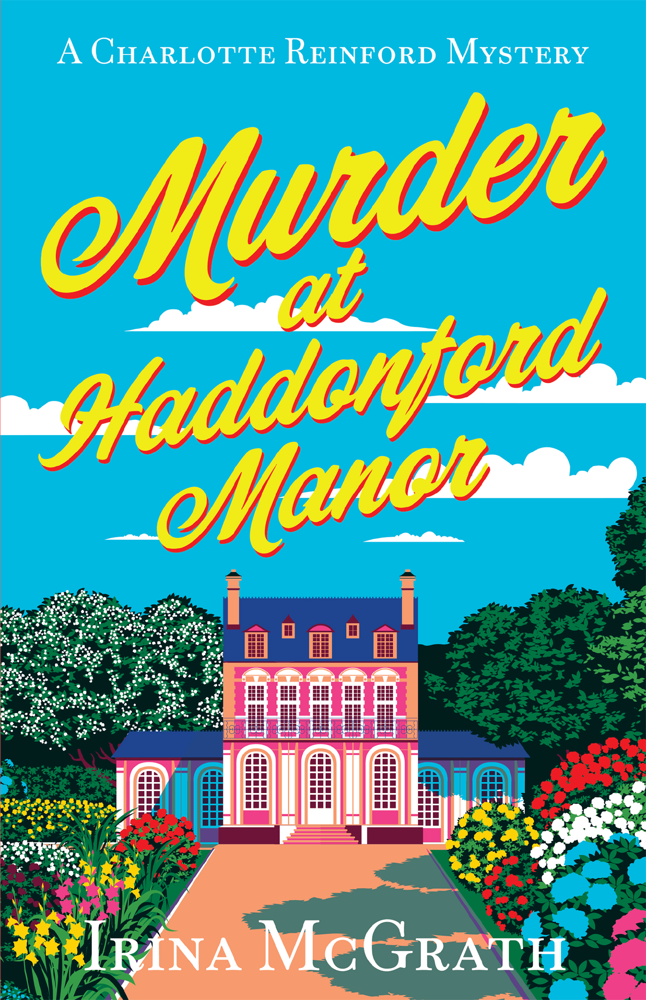 A Charlotte Reinford Mystery
Murder
at
Haddonford
Manor
Irina McGrath